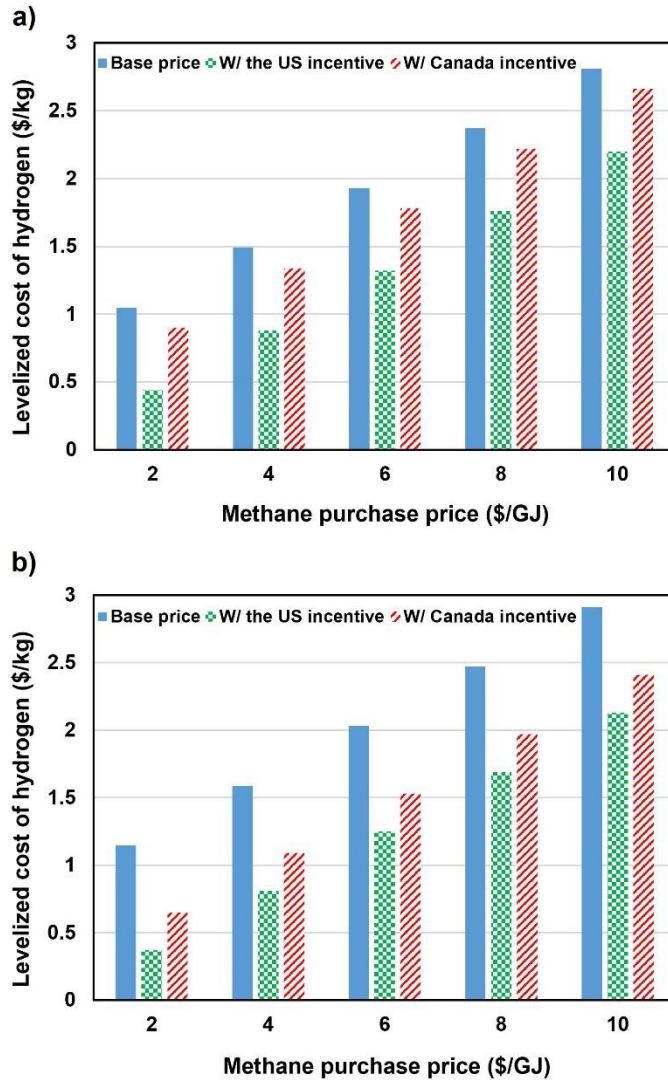 a)
Levelized cost of hydrogen ($/kg)
3
2.5
2
1.5
1
0.5
0
Base price W/ the US incentive W/ Canada incentive
2 4 6 8 10
Methane purchase price ($/GJ)
b)
Levelized cost of hydrogen ($/kg)
3
2.5
2
1.5
1
0.5
0
Base price W/ the US incentive W/ Canada incentive
2 4 6 8 10
Methane purchase price ($/GJ)